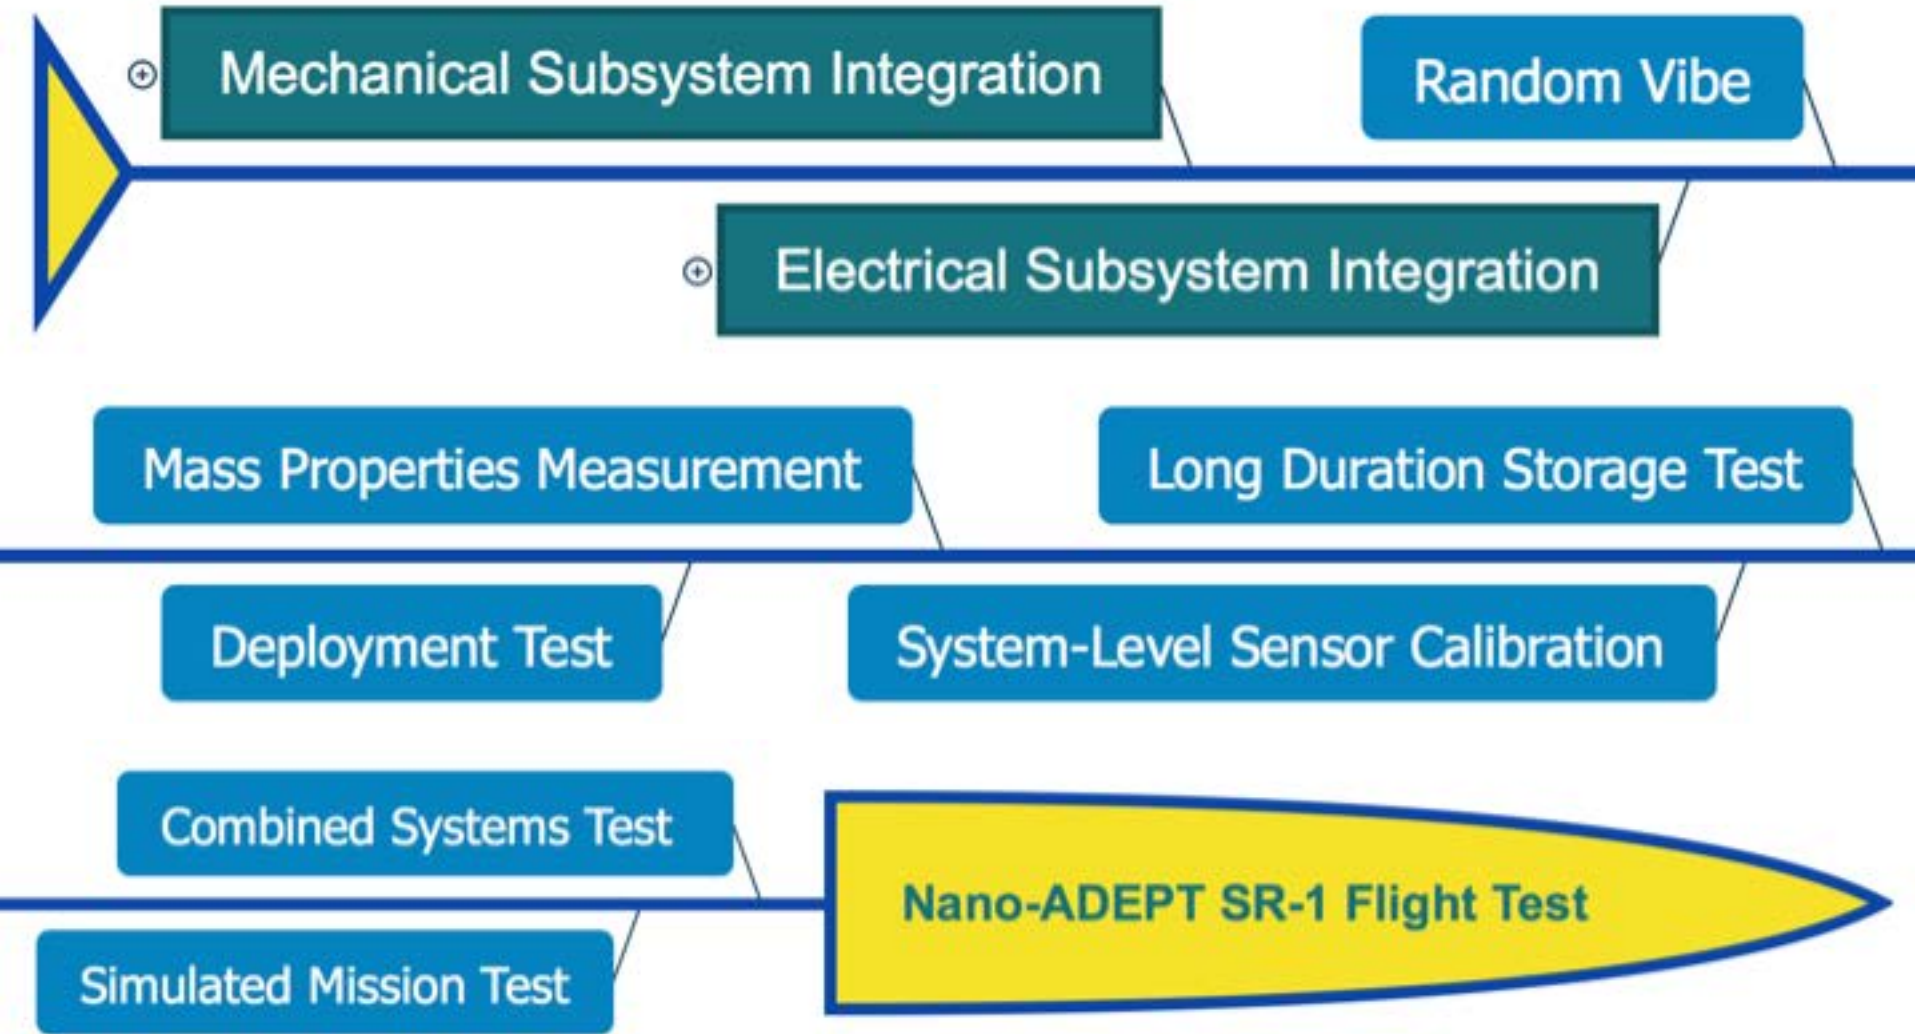 Mechanical Subsystem Integration
Random Vibe
Electrical Subsystem Integration
Mass Properties Measurement
Long Duration Storage Test
Deployment Test
System-Level Sensor Calibration
Combined Systems Test
Nano-ADEPT SR-1 Flight Test
Simulated Mission Test